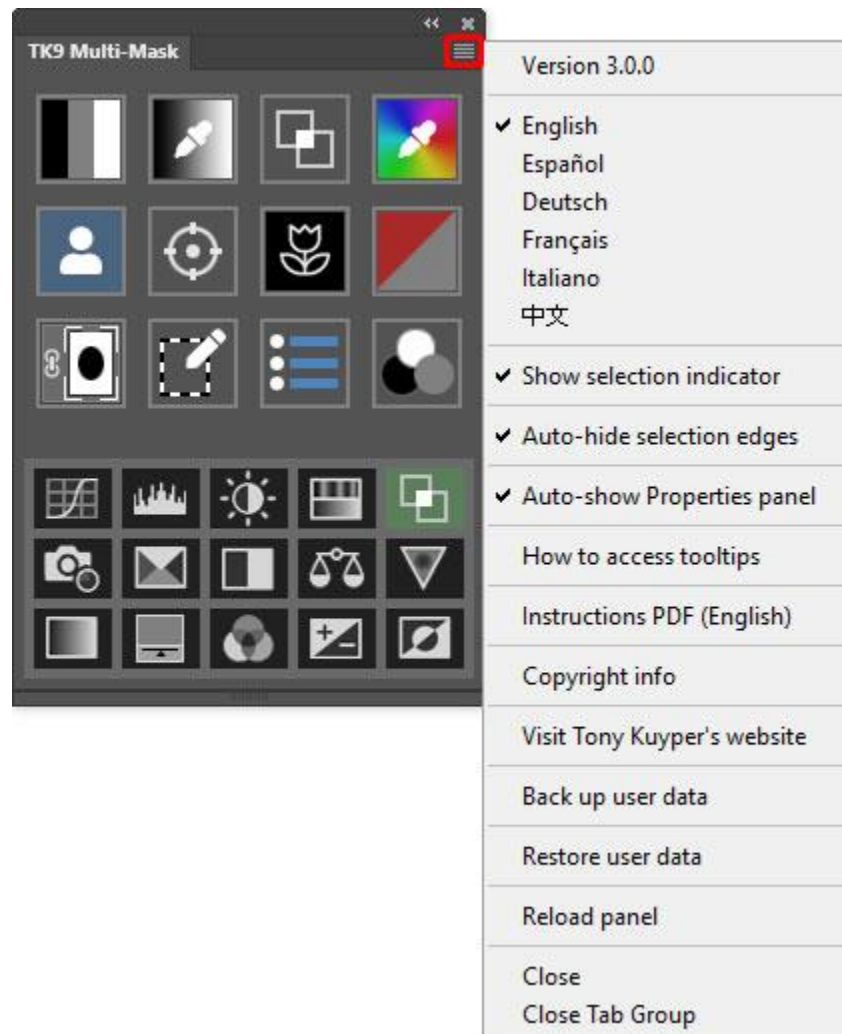 TK9 Multi-Mask
Version 3.0.0
English
Español
Deutsch
Français
Italiano
中文
Show selection indicator
Auto-hide selection edges
Auto-show Properties panel
How to access tooltips
Instructions PDF (English)
Copyright info
Visit Tony Kuyper's website
Back up user data
Restore user data
Reload panel
Close
Close Tab Group